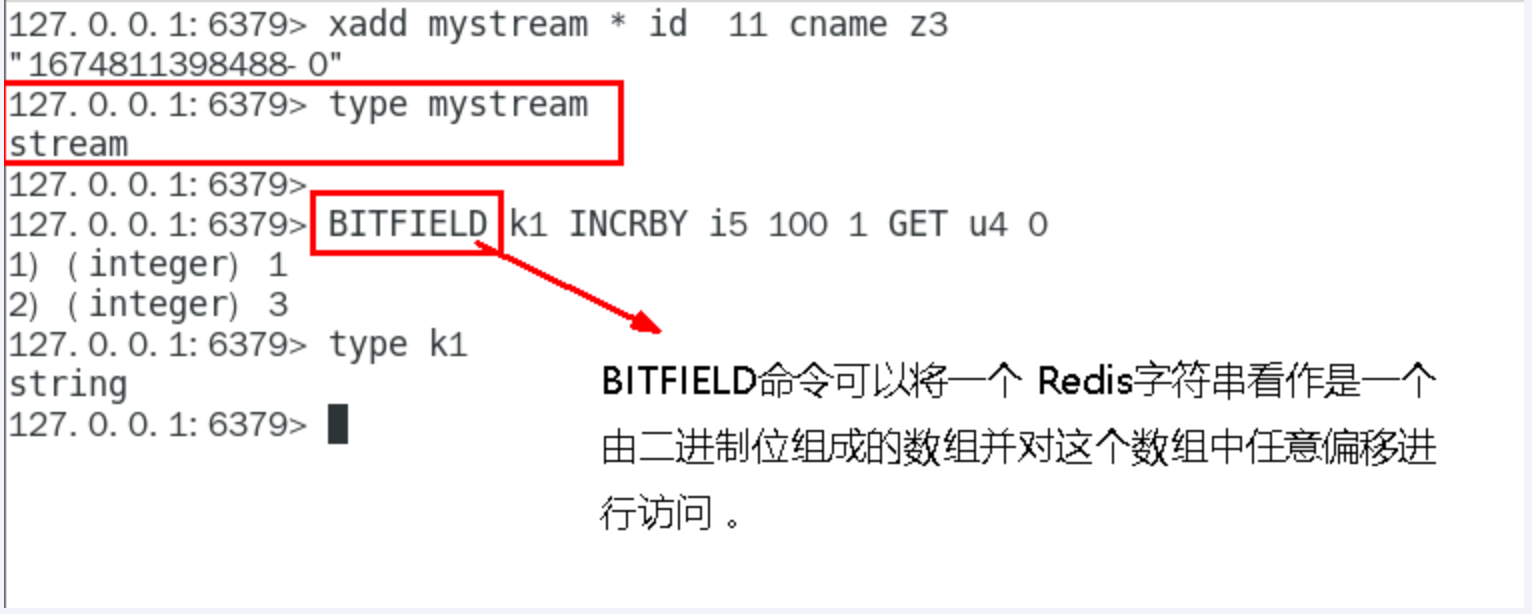 127.0.0.1:6379> xadd mystream * id  11 cname z3
"1674811398488-0"
127.0.0.1:6379> type mystream
stream
127.0.0.1:6379>
127.0.0.1:6379> BITFIELD k1 INCRBY i5 100 1 GET u4 0
1) (integer) 1
2) (integer) 3
127.0.0.1:6379> type k1
string
127.0.0.1:6379>
BITFIELD命令可以将一个 Redis字符串看作是一个
由二进制位组成的数组并对这个数组中任意偏移进
行访问 。